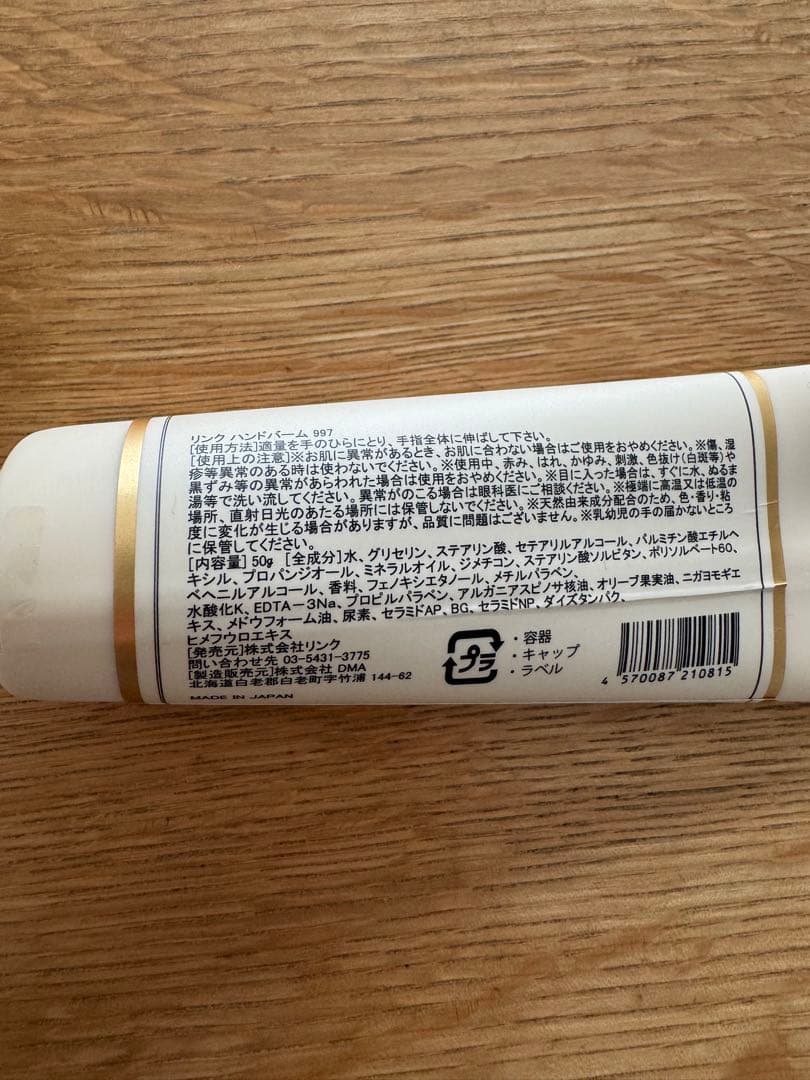 リンク ハンドバーム 997
[使用方法]適量を手のひらにとり、手指全体に伸ばして下さい。
[使用上の注意]※お肌に異常があるとき、お肌に合わない場合はご使用をおやめください。※傷、湿
疹等異常のある時は使わないでください。※使用中、赤み、はれ、かゆみ、刺激、色抜け(白斑等)や
黒ずみ等の異常があらわれた場合は使用をおやめください。※目に入った場合は、すぐに水、ぬるま
湯等で洗い流してください。異常がのこる場合は眼科医にご相談ください。※極端に高温又は低温の
場所、直射日光のあたる場所には保管しないでください。※天然由来成分配合のため、色・香り・粘
度に変化が生じる場合がありますが、品質に問題はございません。※乳幼児の手の届かないところ
に保管してください。
[内容量] 50g [全成分]水、グリセリン、ステアリン酸、セテアリルアルコール、パルミチン酸エチルヘ
キシル、プロパンジオール、ミネラルオイル、ジメチコン、ステアリン酸ソルビタン、ポリソルベート60、
ベヘニルアルコール、香料、フェノキシエタノール、メチルパラベン、
水酸化K、EDTA-3Na、プロピルパラベン、アルガニアスピノサ核油、オリーブ果実油、ニガヨモギエ
キス、メドウフォーム油、尿素、セラミドAP、BG、セラミドNP、ダイズタンパク、
ヒメフウロエキス
[発売元]株式会社リンク
問い合わせ先 03-5431-3775
[製造販売元]株式会社 DMA
北海道白老郡白老町字竹浦 144-62
MADE IN JAPAN
プラ
・容器
・キャップ
・ラベル
4 570087 210815